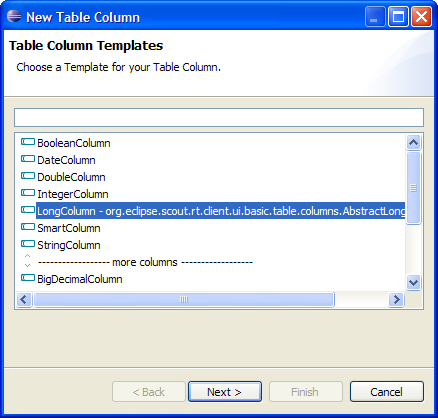 New Table Column
Table Column Templates
Choose a Template for your Table Column.
BooleanColumn
DateColumn
DoubleColumn
IntegerColumn
LongColumn - org.eclipse.scout.rt.client.ui.basic.table.columns.AbstractLong
SmartColumn
StringColumn
------------------ more columns ------------------
BigDecimalColumn
< Back Next > Finish Cancel